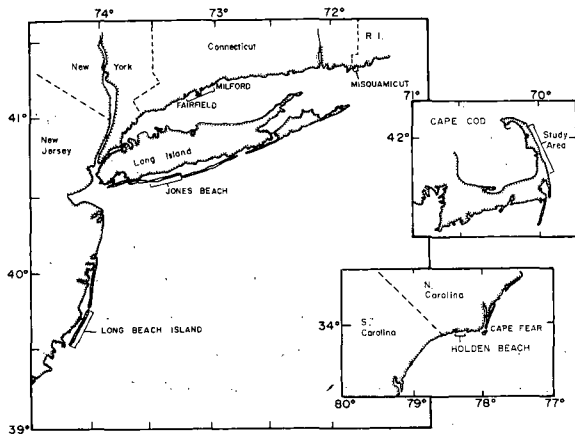 74° 73° 72°
Connecticut
R.I.
New York
MISQUAMICUT
MILFORD
FAIRFIELD
41°
New
Jersey
Long Island
JONES BEACH
40°
LONG BEACH ISLAND
39°
71 70°
42°
CAPE COD
Study
Area
N.
Carolina
34°
S.
Carolina
CAPE FEAR
HOLDEN BEACH
80° 79° 78° 77°